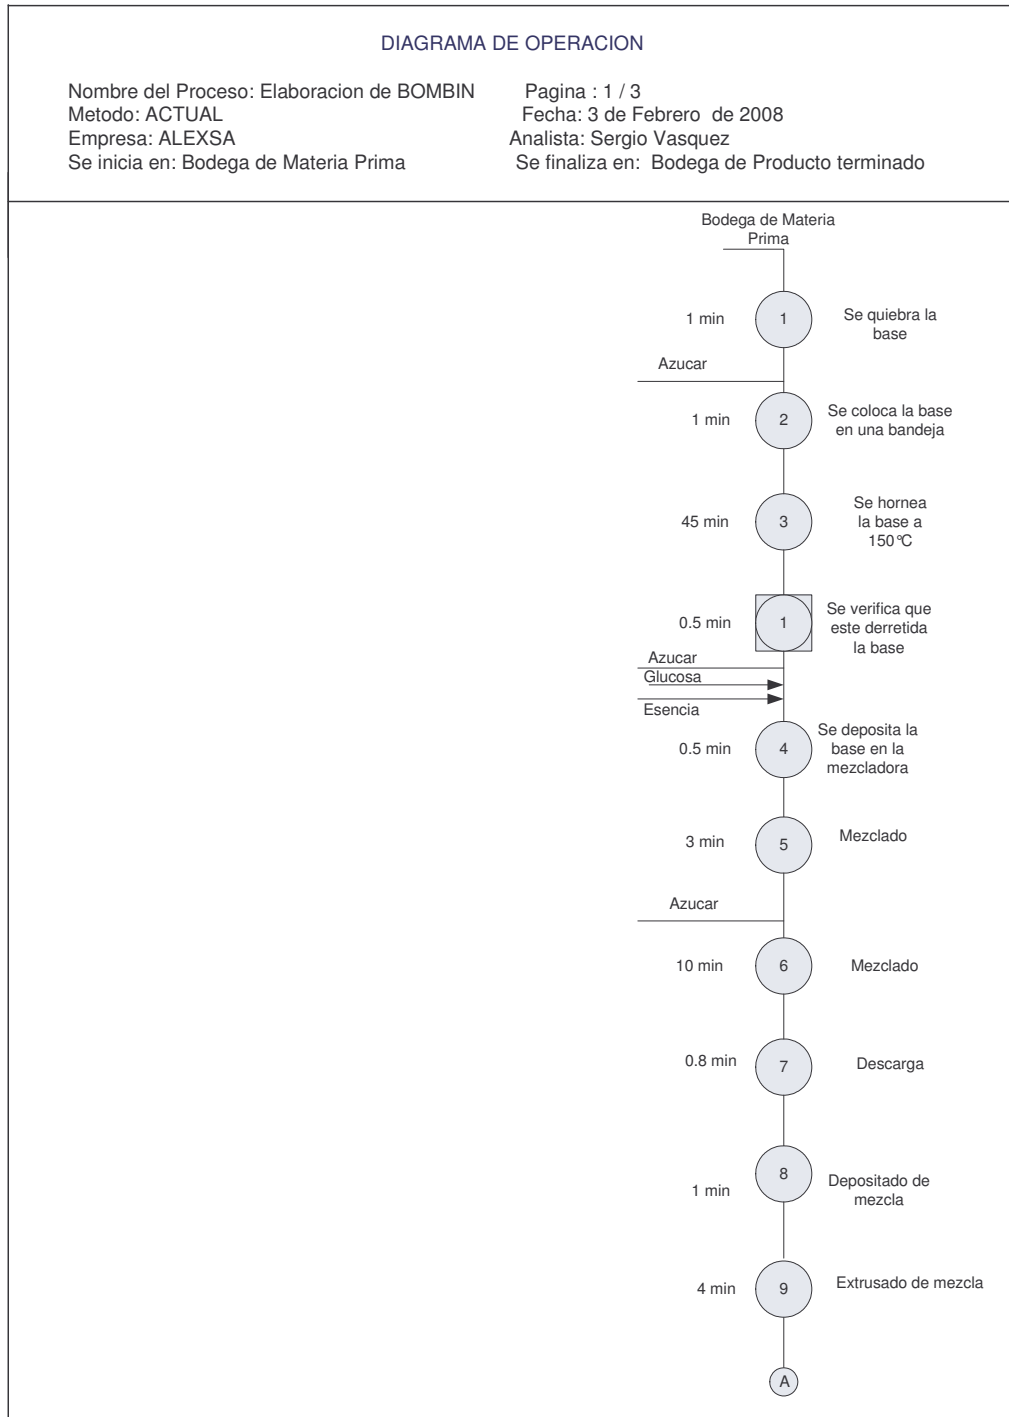 DIAGRAMA DE OPERACION
Nombre del Proceso: Elaboracion de BOMBIN Pagina : 1 / 3
Metodo: ACTUAL Fecha: 3 de Febrero de 2008
Empresa: ALEXSA Analista: Sergio Vasquez
Se inicia en: Bodega de Materia Prima Se finaliza en: Bodega de Producto terminado
Bodega de Materia
Prima
1 min 1 Se quiebra la
base
Azucar
1 min 2 Se coloca la base
en una bandeja
45 min 3 Se hornea
la base a
150°C
0.5 min 1 Se verifica que
este derretida
la base
Azucar
Glucosa
Esencia
0.5 min 4 Se deposita la
base en la
mezcladora
3 min 5 Mezclado
Azucar
10 min 6 Mezclado
0.8 min 7 Descarga
1 min 8 Depositado de
mezcla
4 min 9 Extrusado de mezcla
A